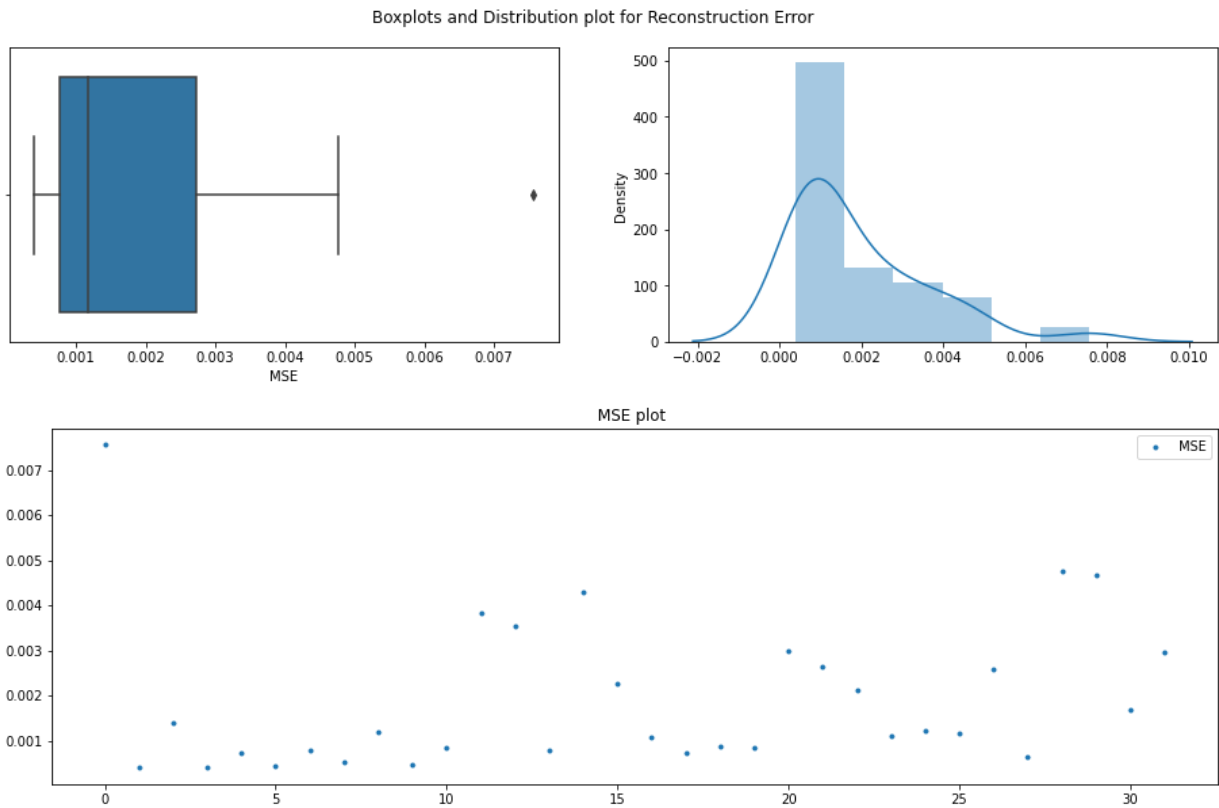 Boxplots and Distribution plot for Reconstruction Error
0.001 0.002 0.003 0.004 0.005 0.006 0.007
MSE
500
400
300
200
100
0
Density
−0.002 0.000 0.002 0.004 0.006 0.008 0.010
MSE plot
MSE
0.007
0.006
0.005
0.004
0.003
0.002
0.001
0 5 10 15 20 25 30